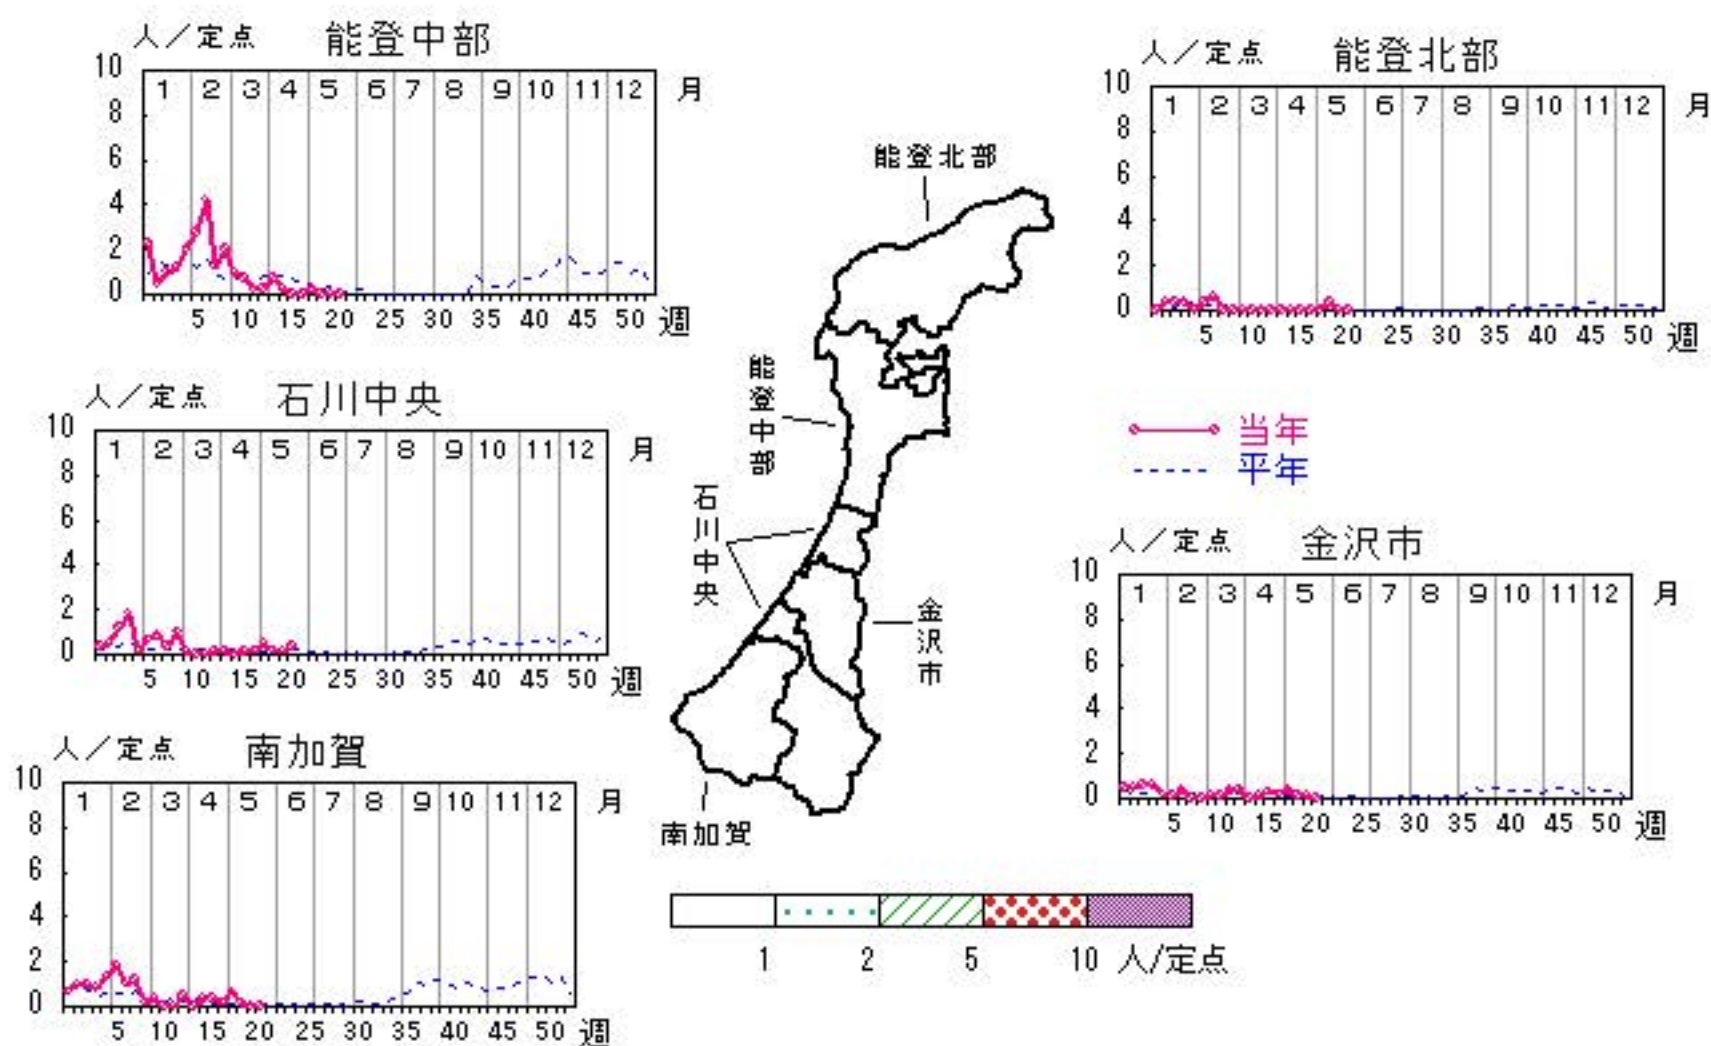 人／定点 能登中部
10 8 6 4 2 0
1 2 3 4 5 6 7 8 9 10 11 12 月
5 10 15 20 25 30 35 40 45 50 週
人／定点 能登北部
10 8 6 4 2 0
1 2 3 4 5 6 7 8 9 10 11 12 月
5 10 15 20 25 30 35 40 45 50 週
人／定点 石川中央
10 8 6 4 2 0
1 2 3 4 5 6 7 8 9 10 11 12 月
5 10 15 20 25 30 35 40 45 50 週
当年
平年
人／定点 金沢市
10 8 6 4 2 0
1 2 3 4 5 6 7 8 9 10 11 12 月
5 10 15 20 25 30 35 40 45 50 週
人／定点 南加賀
10 8 6 4 2 0
1 2 3 4 5 6 7 8 9 10 11 12 月
5 10 15 20 25 30 35 40 45 50 週
能登北部
能登中部
石川中央
金沢市
南加賀
1 2 5 10 人/定点